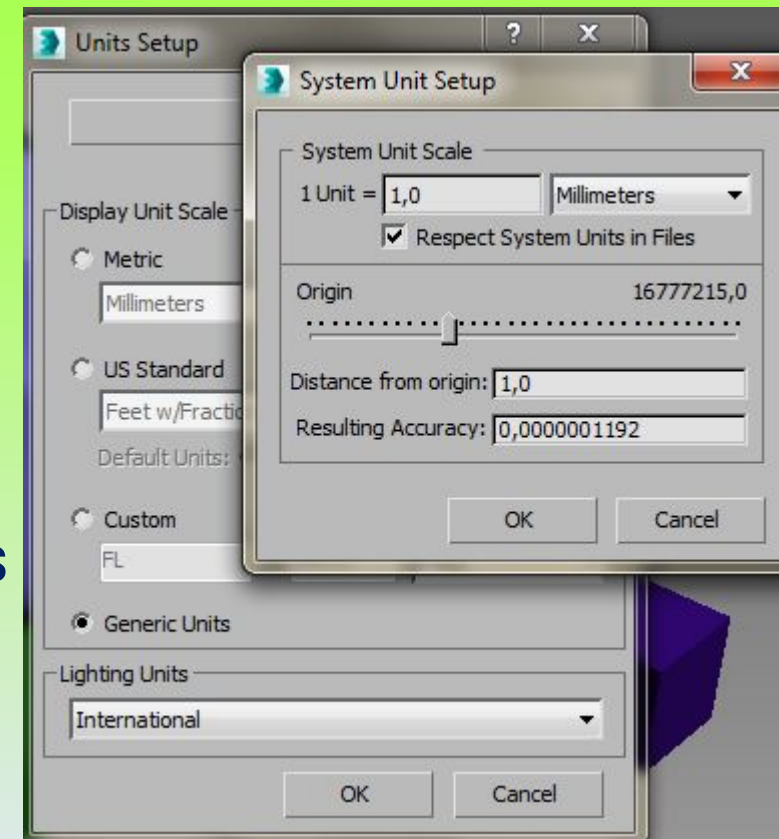 Units Setup
?
x
System Unit Setup
x
System Unit Scale
1 Unit = 1,0 Millimeters
Respect System Units in Files
Origin 16777215,0
Distance from origin: 1,0
Resulting Accuracy: 0,0000001192
OK Cancel
Display Unit Scale
Metric
Millimeters
US Standard
Feet w/Fractio
Default Units:
Custom
FL
s
Generic Units
Lighting Units
International
OK Cancel